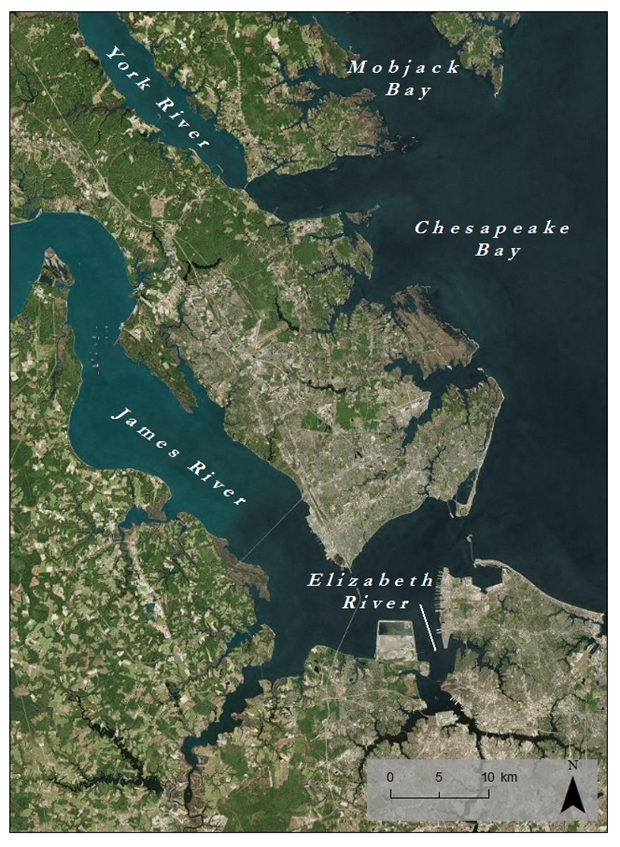 Mobjack
Bay
York River
Chesapeake
Bay
James River
Elizabeth
River
N
0 5 10 km